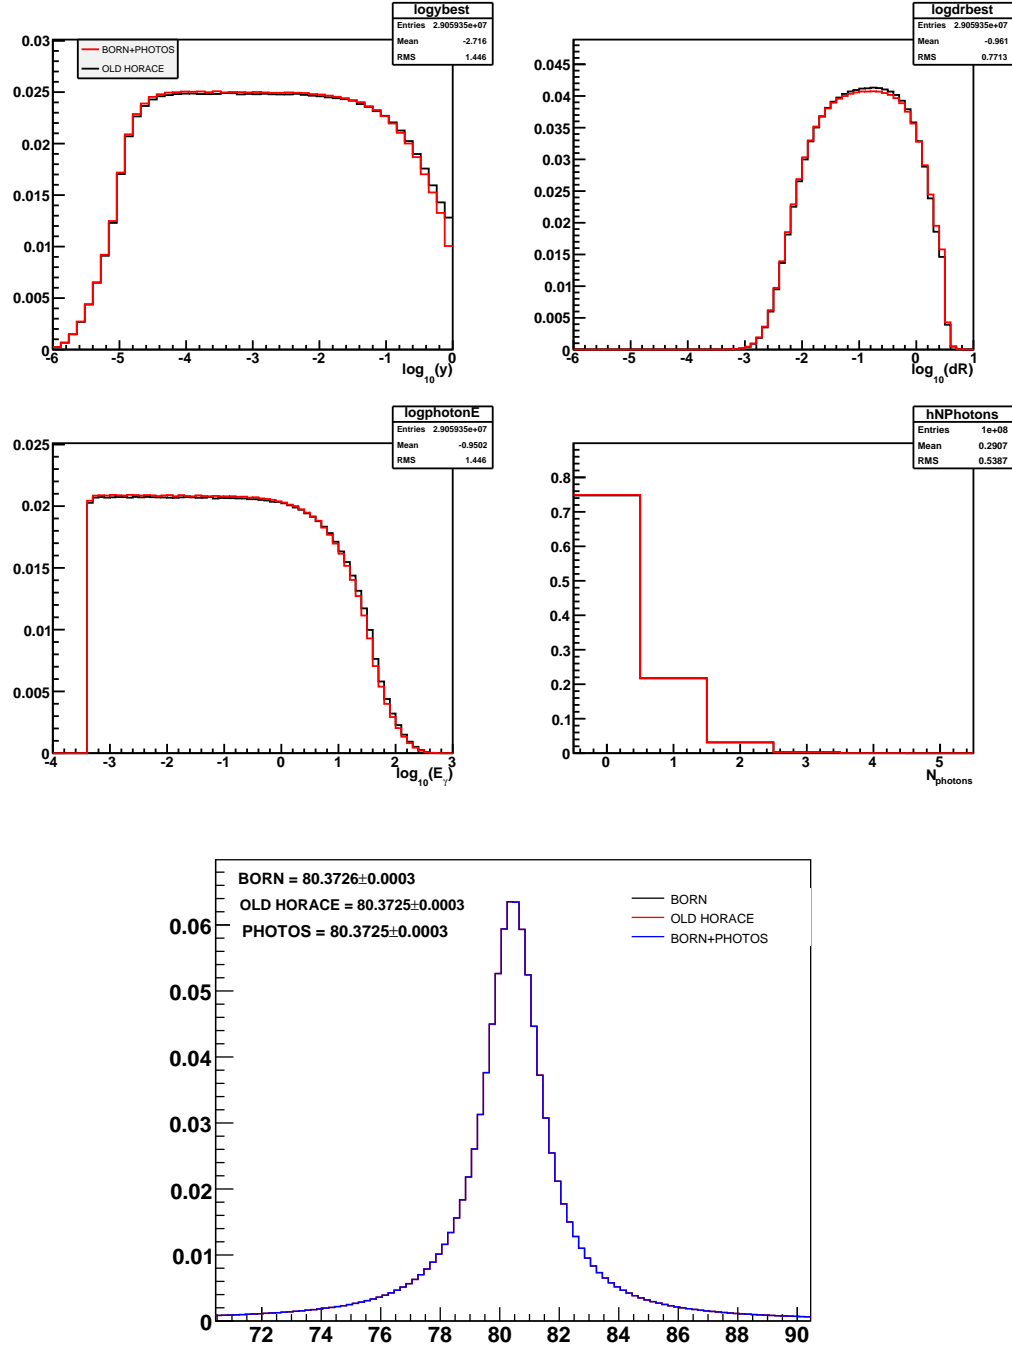 logybest
Entries 2.905935e+07
Mean -2.716
RMS 1.446
BORN+PHOTOS
OLD HORACE
0.03
0.025
0.02
0.015
0.01
0.005
0
-6 -5 -4 -3 -2 -1 0
log10(y)
logdrbest
Entries 2.905935e+07
Mean -0.961
RMS 0.7713
0.045
0.04
0.035
0.03
0.025
0.02
0.015
0.01
0.005
0
-6 -5 -4 -3 -2 -1 0 1
log10(dR)
logphotonE
Entries 2.905935e+07
Mean -0.9502
RMS 1.446
0.025
0.02
0.015
0.01
0.005
0
-4 -3 -2 -1 0 1 2 3
log10(Eγ)
hNPhotons
Entries 1e+08
Mean 0.2907
RMS 0.5387
0.8
0.7
0.6
0.5
0.4
0.3
0.2
0.1
0
0 1 2 3 4 5
Nphotons
BORN = 80.3726±0.0003
OLD HORACE = 80.3725±0.0003
PHOTOS = 80.3725±0.0003
BORN
OLD HORACE
BORN+PHOTOS
0.06
0.05
0.04
0.03
0.02
0.01
0
72 74 76 78 80 82 84 86 88 90